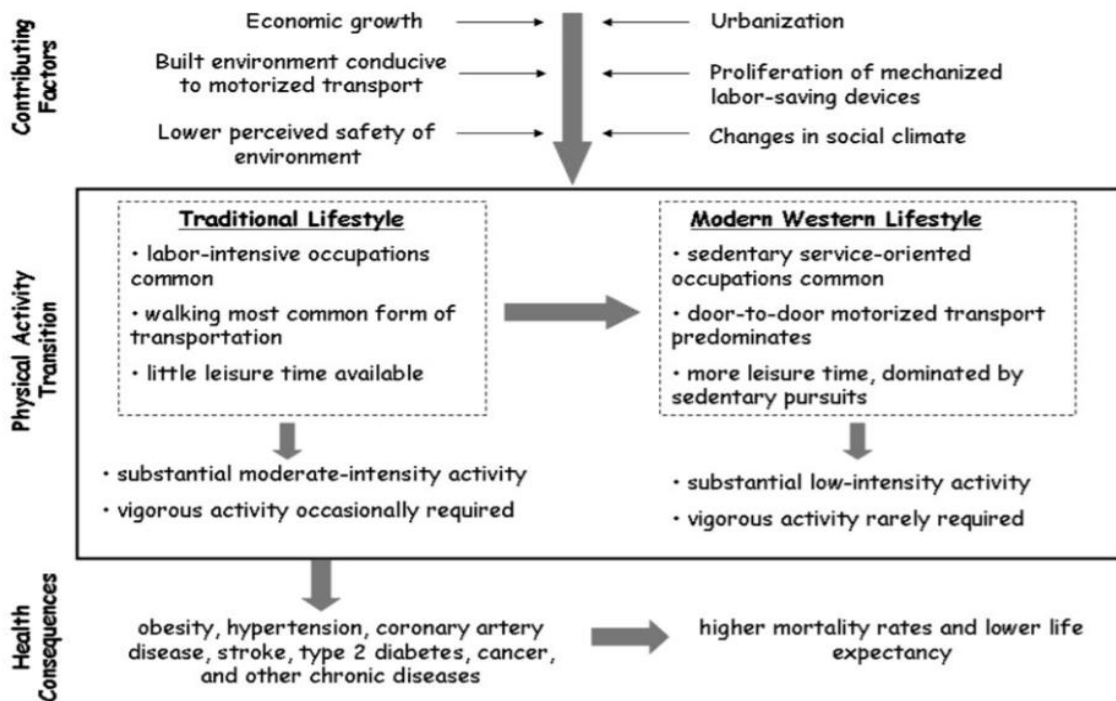 Contributing
Factors
Economic growth
Urbanization
Built environment conducive
to motorized transport
Proliferation of mechanized
labor-saving devices
Lower perceived safety of
environment
Changes in social climate
Physical Activity
Transition
Traditional Lifestyle
• labor-intensive occupations
common
• walking most common form of
transportation
• little leisure time available
Modern Western Lifestyle
• sedentary service-oriented
occupations common
• door-to-door motorized transport
predominates
• more leisure time, dominated by
sedentary pursuits
• substantial moderate-intensity activity
• vigorous activity occasionally required
• substantial low-intensity activity
• vigorous activity rarely required
Health
Consequences
obesity, hypertension, coronary artery
disease, stroke, type 2 diabetes, cancer,
and other chronic diseases
higher mortality rates and lower life
expectancy